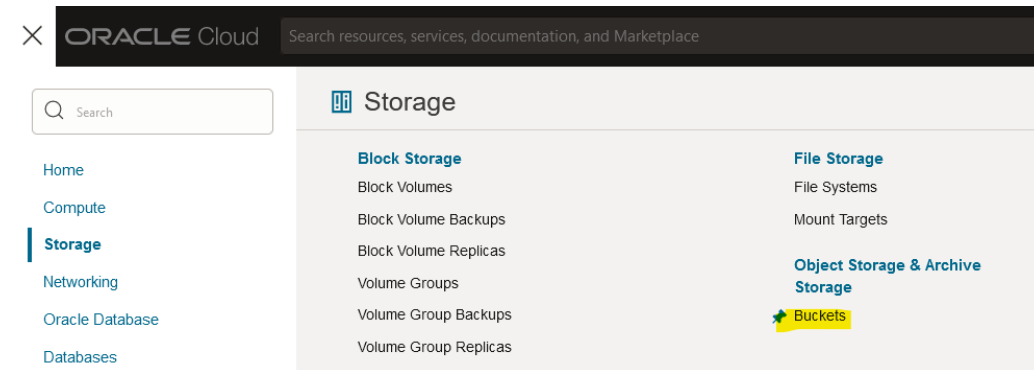 ORACLE Cloud
Search resources, services, documentation, and Marketplace
Search
Home
Compute
Storage
Networking
Oracle Database
Databases
Storage
Block Storage
Block Volumes
Block Volume Backups
Block Volume Replicas
Volume Groups
Volume Group Backups
Volume Group Replicas
File Storage
File Systems
Mount Targets
Object Storage & Archive
Storage
Buckets